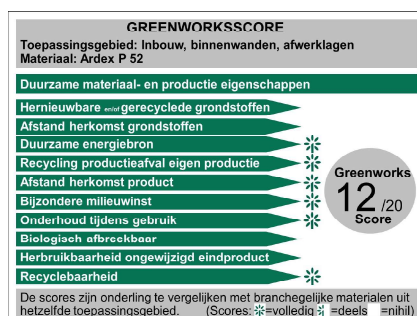 GREENWORKSSCORE
Toepassingsgebied: Inbouw, binnenwanden, afwerklagen
Materiaal: Ardex P 52
Duurzame materiaal- en productie eigenschappen
Hernieuwbare en/of gerecyclede grondstoffen
Afstand herkomst grondstoffen
Duurzame energiebron
Recycling productieafval eigen productie
Afstand herkomst product
Bijzondere milieuwinst
Onderhoud tijdens gebruik
Biologisch afbreekbaar
Herbruikbaarheid ongewijzigd eindproduct
Recyclebaarheid
Greenworks
12 /20
Score
De scores zijn onderling te vergelijken met branchegelijke materialen uit
hetzelfde toepassingsgebied. (Scores: =volledig =deels =nihil)